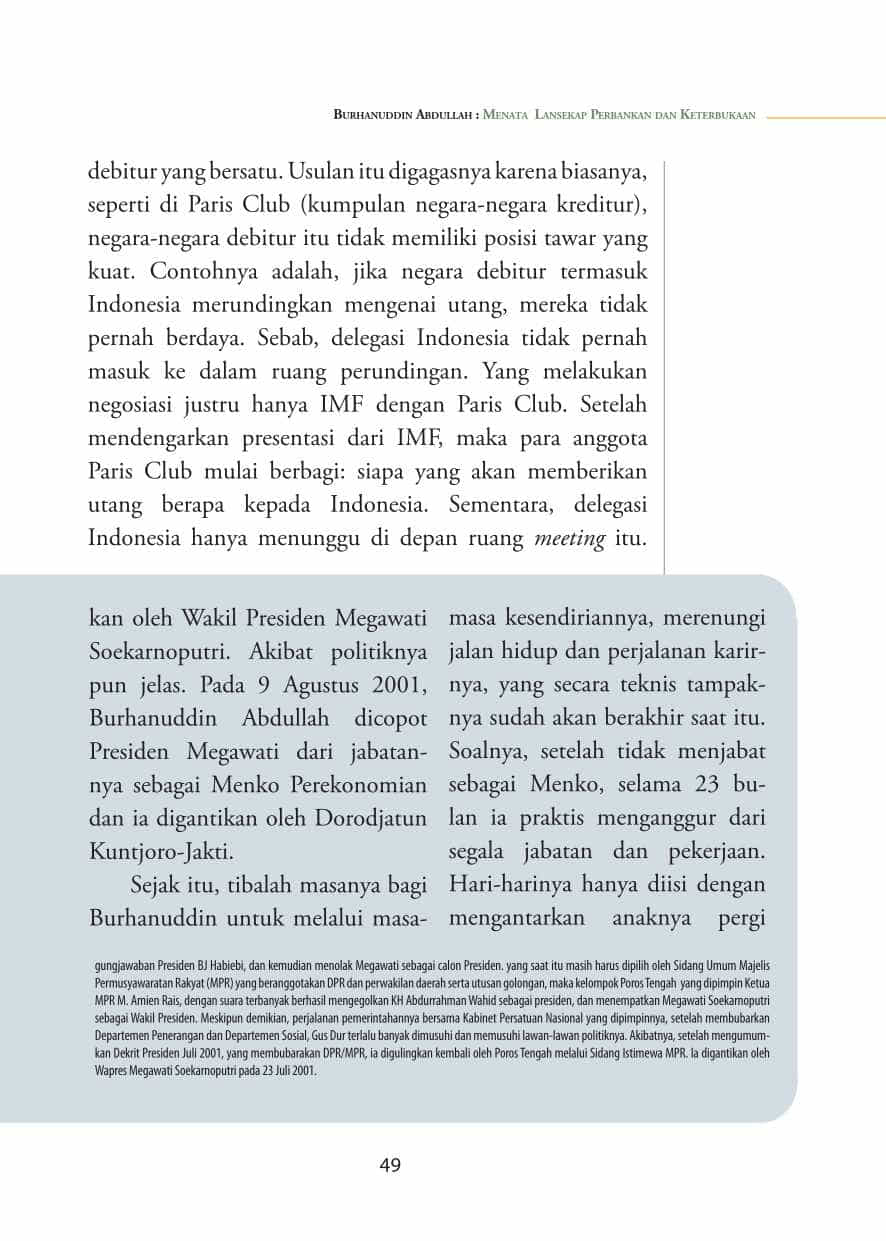 Burhanuddin Abdullah : Menata Lansekap Perbankan dan Keterbukaan
debitur yang bersatu. Usulan itu digagasnya karena biasanya,
seperti di Paris Club (kumpulan negara-negara kreditur),
negara-negara debitur itu tidak memiliki posisi tawar yang
kuat. Contohnya adalah, jika negara debitur termasuk
Indonesia merundingkan mengenai utang, mereka tidak
pernah berdaya. Sebab, delegasi Indonesia tidak pernah
masuk ke dalam ruang perundingan. Yang melakukan
negosiasi justru hanya IMF dengan Paris Club. Setelah
mendengarkan presentasi dari IMF, maka para anggota
Paris Club mulai berbagi: siapa yang akan memberikan
utang berapa kepada Indonesia. Sementara, delegasi
Indonesia hanya menunggu di depan ruang meeting itu.
kan oleh Wakil Presiden Megawati
Soekarnoputri. Akibat politiknya
pun jelas. Pada 9 Agustus 2001,
Burhanuddin Abdullah dicopot
Presiden Megawati dari jabatan-
nya sebagai Menko Perekonomian
dan ia digantikan oleh Dorodjatun
Kuntjoro-Jakti.
Sejak itu, tibalah masanya bagi
Burhanuddin untuk melalui masa-
masa kesendiriannya, merenungi
jalan hidup dan perjalanan karir-
nya, yang secara teknis tampak-
nya sudah akan berakhir saat itu.
Soalnya, setelah tidak menjabat
sebagai Menko, selama 23 bu-
lan ia praktis menganggur dari
segala jabatan dan pekerjaan.
Hari-harinya hanya diisi dengan
mengantarkan anaknya pergi
gungjawaban Presiden BJ Habiebi, dan kemudian menolak Megawati sebagai calon Presiden. yang saat itu masih harus dipilih oleh Sidang Umum Majelis
Permusyawaratan Rakyat (MPR) yang beranggotakan DPR dan perwakilan daerah serta utusan golongan, maka kelompok Poros Tengah yang dipimpin Ketua
MPR M. Amien Rais, dengan suara terbanyak berhasil mengegolkan KH Abdurrahman Wahid sebagai presiden, dan menempatkan Megawati Soekarnoputri
sebagai Wakil Presiden. Meskipun demikian, perjalanan pemerintahannya bersama Kabinet Persatuan Nasional yang dipimpinnya, setelah membubarkan
Departemen Penerangan dan Departemen Sosial, Gus Dur terlalu banyak dimusuhi dan memusuhi lawan-lawan politiknya. Akibatnya, setelah mengumum-
kan Dekrit Presiden Juli 2001, yang membubarakan DPR/MPR, ia digulingkan kembali oleh Poros Tengah melalui Sidang Istimewa MPR. Ia digantikan oleh
Wapres Megawati Soekarnoputri pada 23 Juli 2001.
49